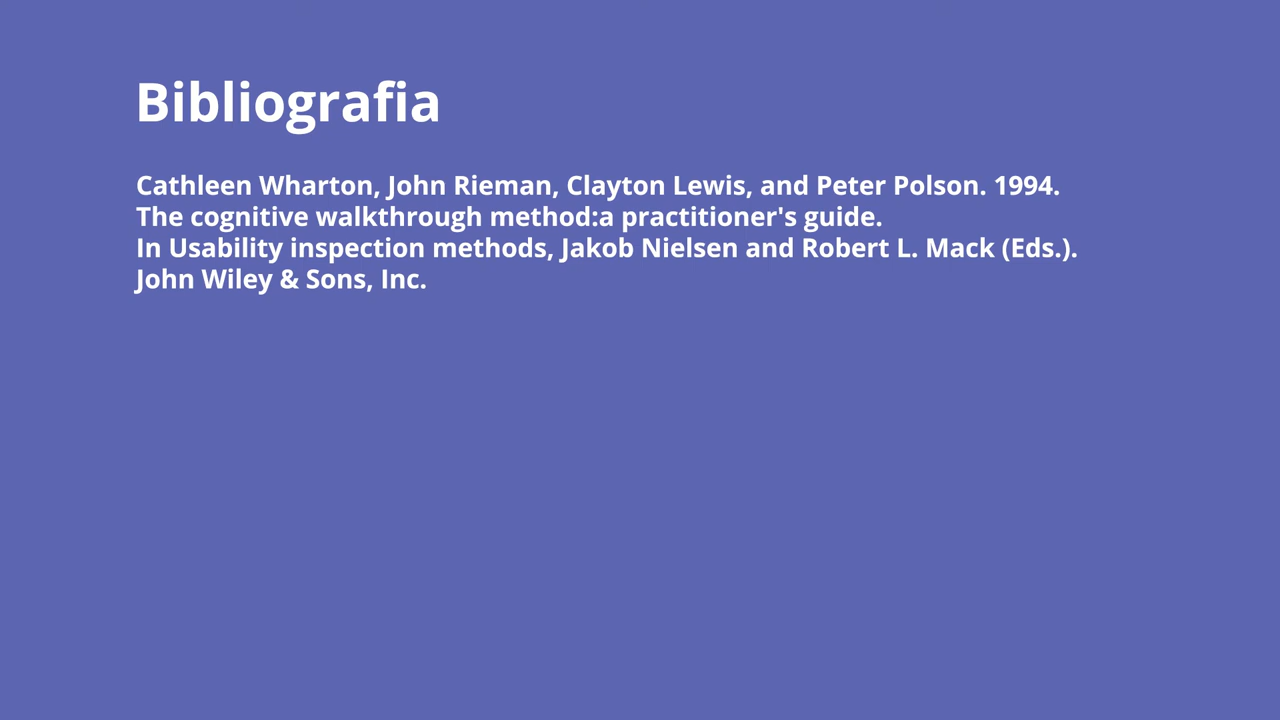 Bibliografia
Cathleen Wharton, John Rieman, Clayton Lewis, and Peter Polson. 1994.
The cognitive walkthrough method:a practitioner's guide.
In Usability inspection methods, Jakob Nielsen and Robert L. Mack (Eds.).
John Wiley & Sons, Inc.